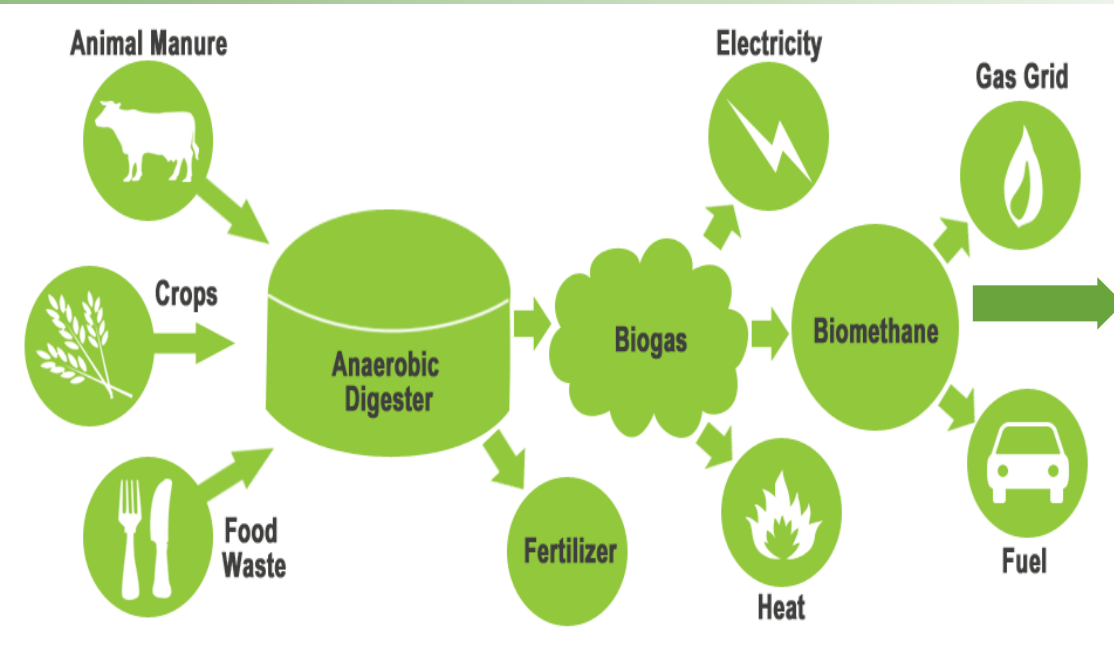 Animal Manure
Electricity
Gas Grid
Crops
Biogas
Biomethane
Anaerobic
Digester
Food
Waste
Fertilizer
Heat
Fuel